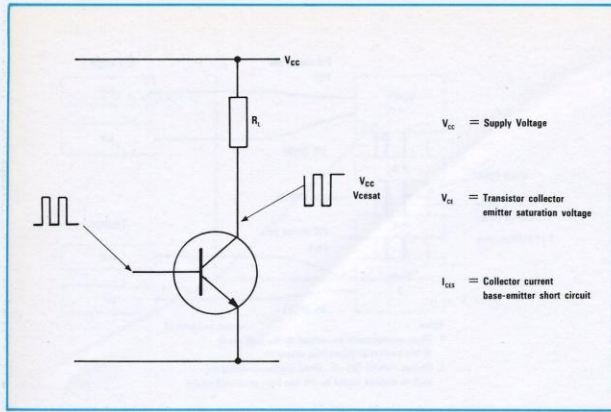 Vcc
RL
Vcc
Vcesat
Vcc = Supply Voltage
VCE = Transistor collector
emitter saturation voltage
ICES = Collector current
base-emitter short circuit